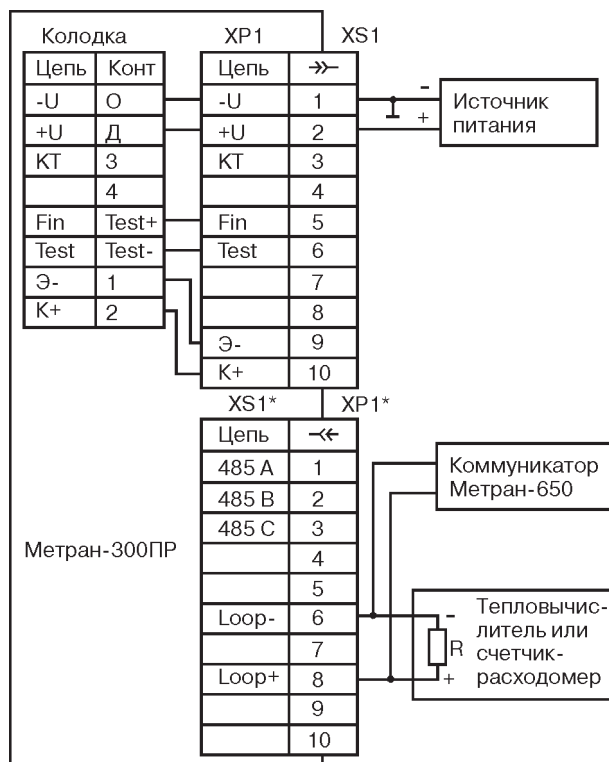 Колодка XP1 XS1
Цепь Конт Цепь
-U О -U 1 -
+U Д +U 2 +
КТ 3 КТ 3
4 4
Fin Test+ Fin 5
Test Test- Test 6
Э- 1 7
К+ 2 8
Э- 9
К+ 10
Источник
питания
XS1* XP1*
Цепь
485 A 1
485 B 2
485 C 3
4
5
Loop- 6
7
Loop+ 8
9
10
Метран-300ПР
Коммуникатор
Метран-650
- Тепловычис-
литель или
R счетчик-
+ расходомер